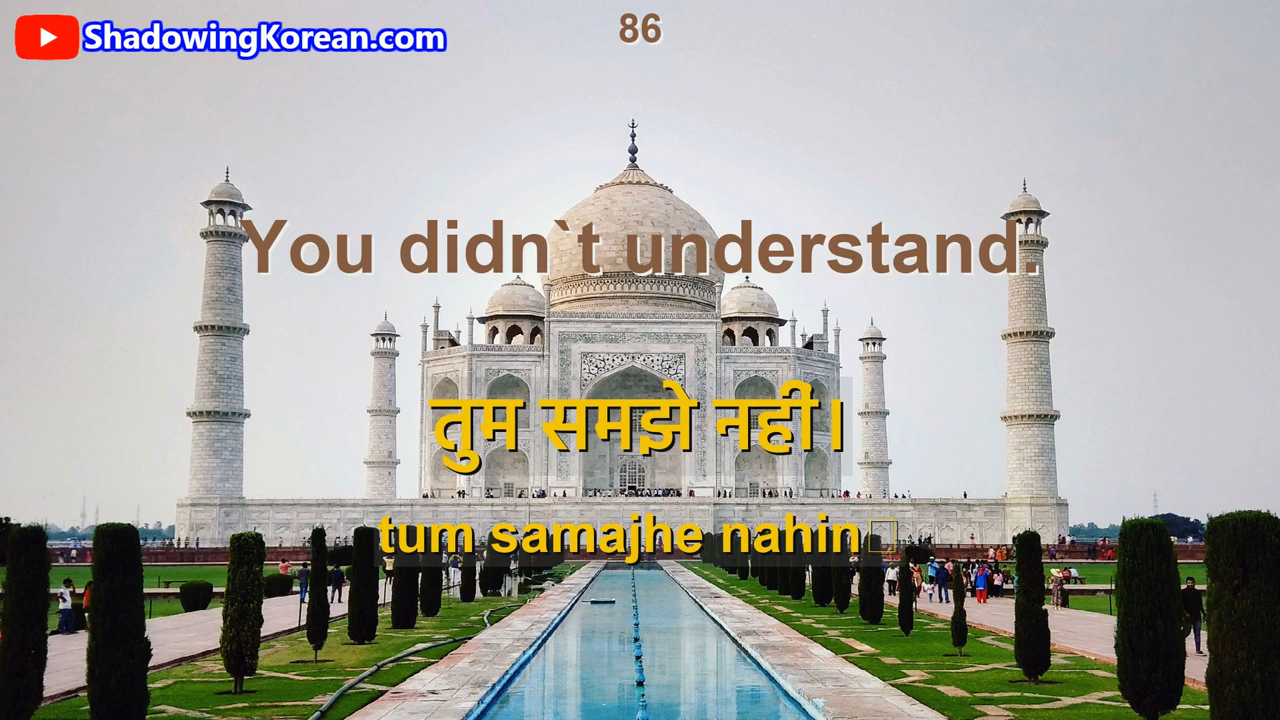 ShadowingKorean.com
86
You didn`t understand.
तुम समझे नहीं।
tum samajhe nahin